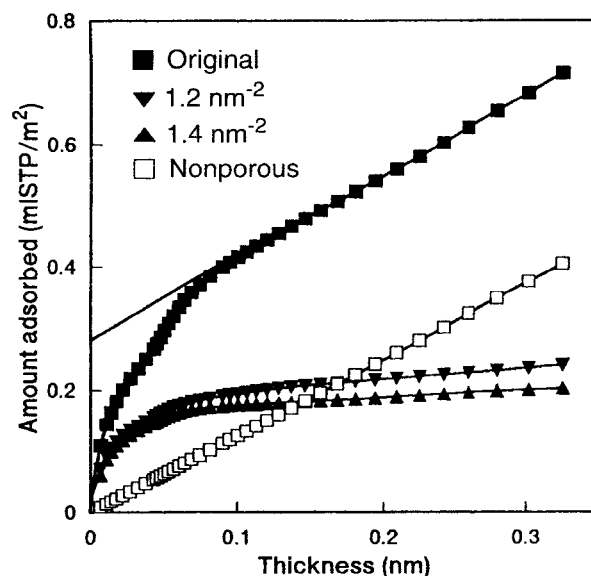 0.8
Original
1.2 nm⁻²
1.4 nm⁻²
Nonporous
0.6
0.4
0.2
0
Amount adsorbed (mlSTP/m²)
0 0.1 0.2 0.3
Thickness (nm)